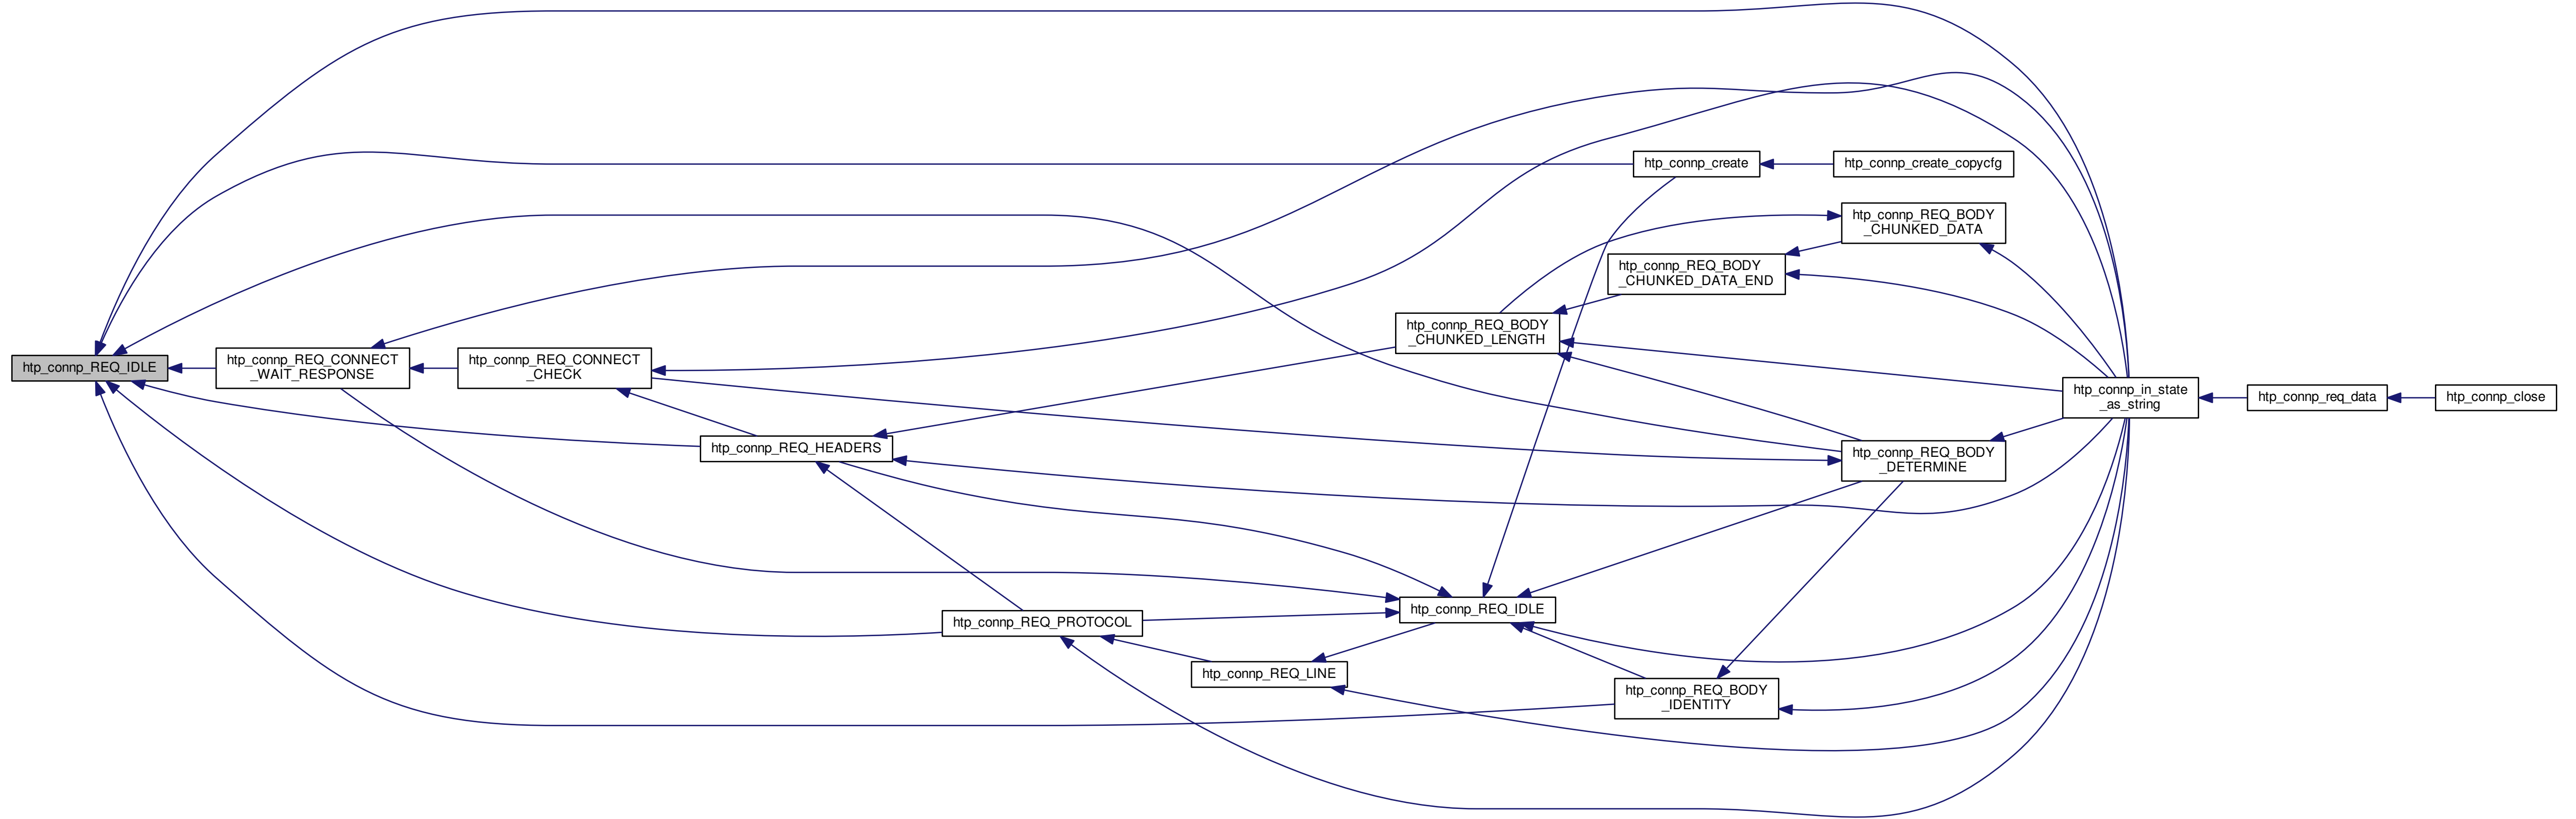 htp_connp_create
htp_connp_create_copycfg
htp_connp_REQ_BODY
_CHUNKED_DATA
htp_connp_REQ_BODY
_CHUNKED_DATA_END
htp_connp_REQ_BODY
_CHUNKED_LENGTH
htp_connp_REQ_IDLE
htp_connp_REQ_CONNECT
_WAIT_RESPONSE
htp_connp_REQ_CONNECT
_CHECK
htp_connp_in_state
_as_string
htp_connp_req_data
htp_connp_close
htp_connp_REQ_HEADERS
htp_connp_REQ_BODY
_DETERMINE
htp_connp_REQ_IDLE
htp_connp_REQ_PROTOCOL
htp_connp_REQ_LINE
htp_connp_REQ_BODY
_IDENTITY